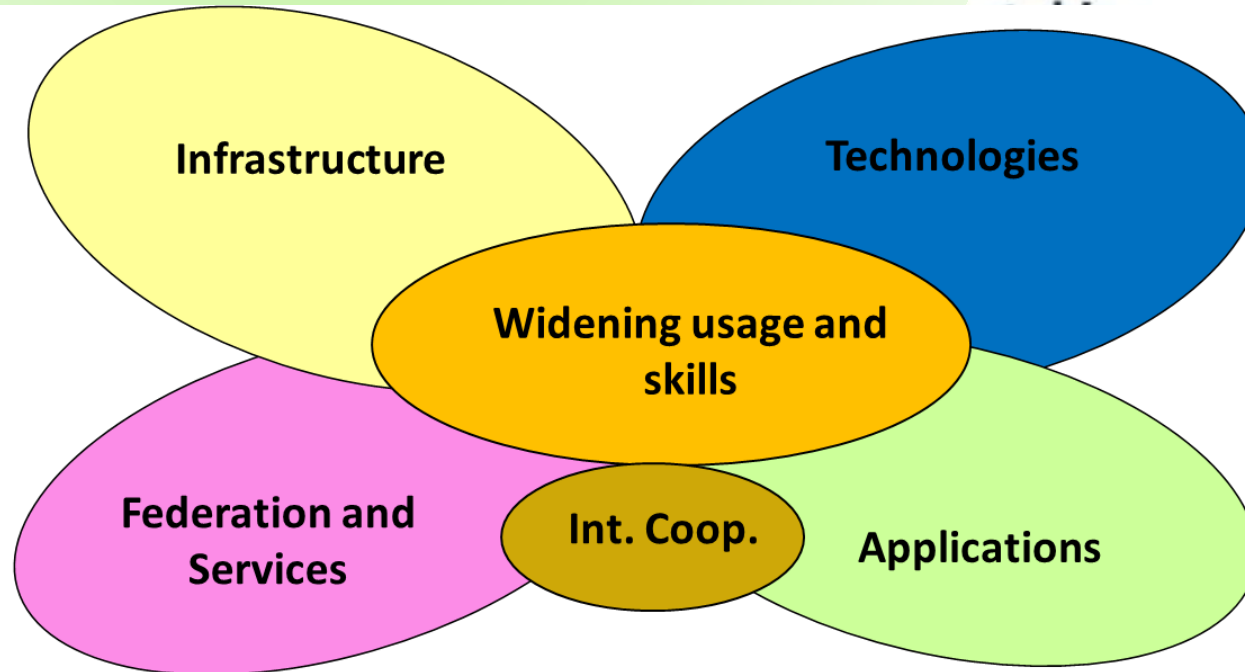 Infrastructure
Technologies
Widening usage and
skills
Federation and
Services
Int. Coop.
Applications